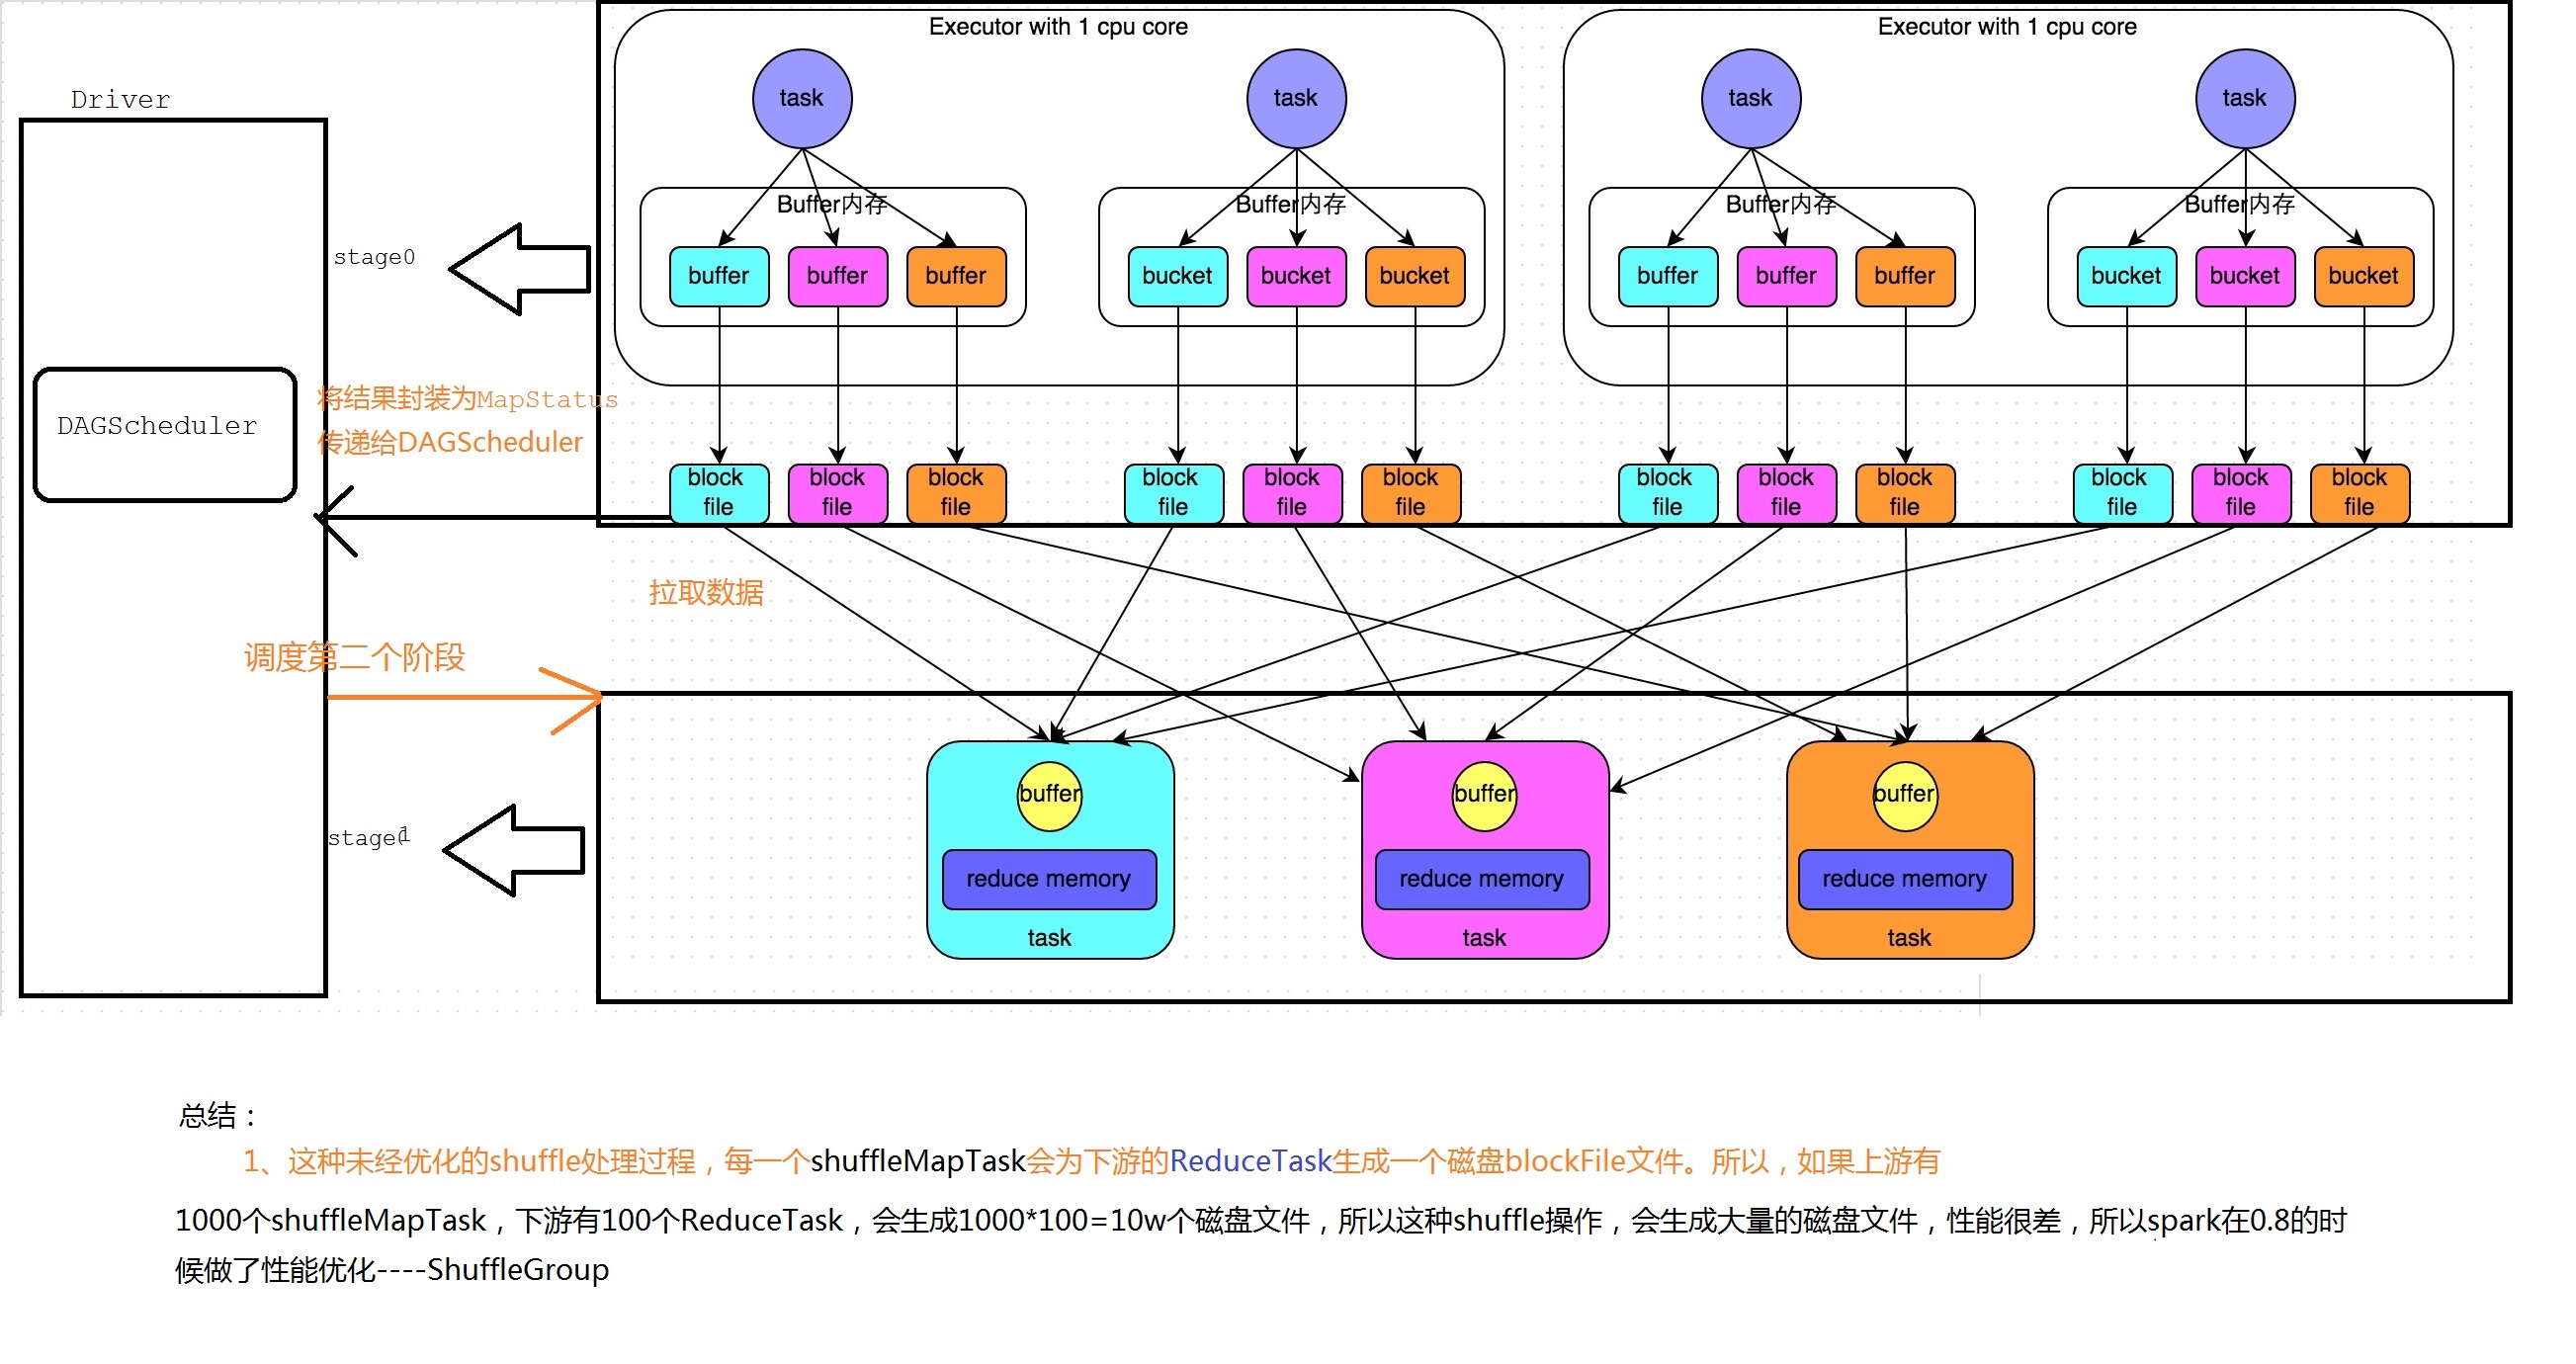 Executor with 1 cpu core
Executor with 1 cpu core
Driver
task
task
task
task
Buffer内存
Buffer内存
Buffer内存
Buffer内存
stage0
buffer
buffer
buffer
bucket
bucket
bucket
buffer
buffer
buffer
bucket
bucket
bucket
将结果封装为MapStatus
传递给DAGScheduler
DAGScheduler
block
file
block
file
block
file
block
file
block
file
block
file
block
file
block
file
block
file
block
file
block
file
block
file
拉取数据
调度第二个阶段
stage1
buffer
buffer
buffer
reduce memory
reduce memory
reduce memory
task
task
task
总结：
1、这种未经优化的shuffle处理过程，每一个shuffleMapTask会为下游的ReduceTask生成一个磁盘blockFile文件。所以，如果上游有
1000个shuffleMapTask，下游有100个ReduceTask，会生成1000*100=10w个磁盘文件，所以这种shuffle操作，会生成大量的磁盘文件，性能很差，所以spark在0.8的时
候做了性能优化----ShuffleGroup